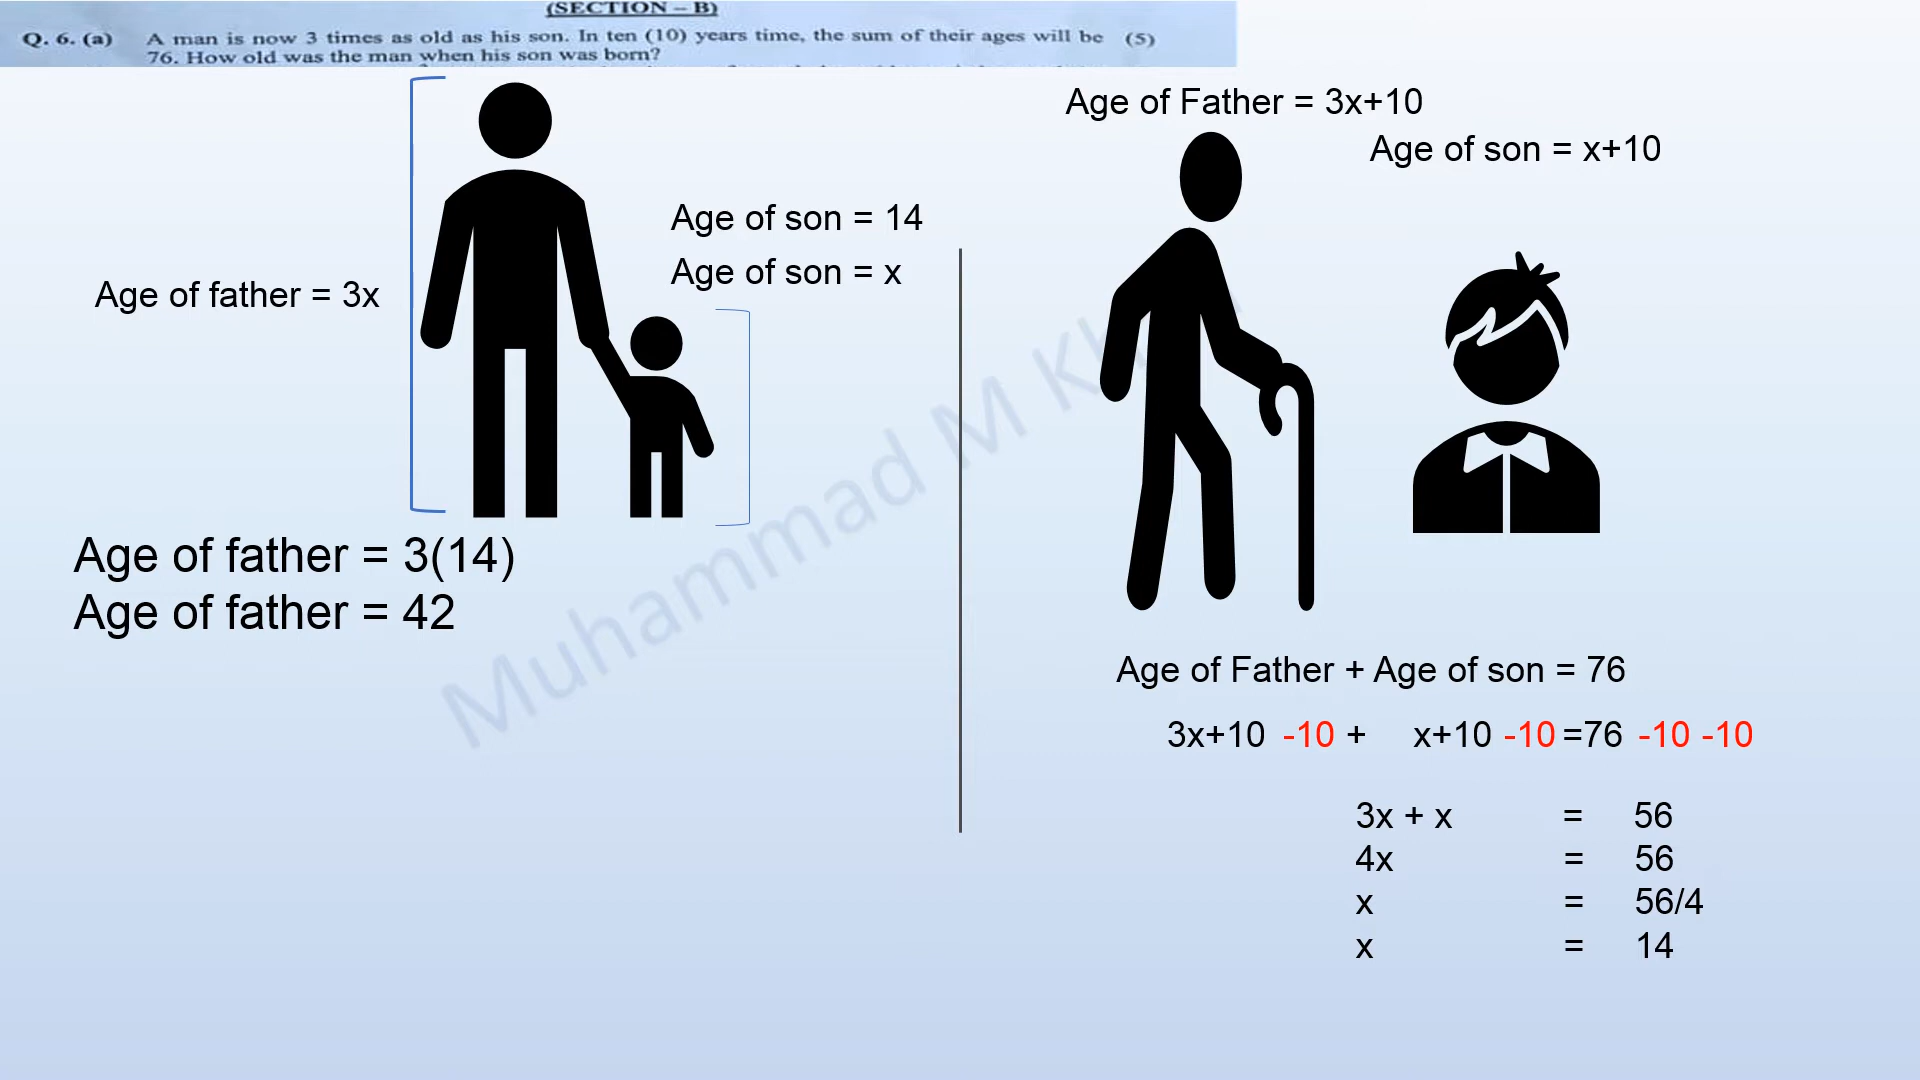 (SECTION – B)
Q. 6. (a) A man is now 3 times as old as his son. In ten (10) years time, the sum of their ages will be (5)
76. How old was the man when his son was born?
Age of father = 3x
Age of son = 14
Age of son = x
Age of father = 3(14)
Age of father = 42
Age of Father = 3x+10
Age of son = x+10
Age of Father + Age of son = 76
3x+10 -10 + x+10 -10 =76 -10 -10
3x + x = 56
4x = 56
x = 56/4
x = 14
Muhammad M